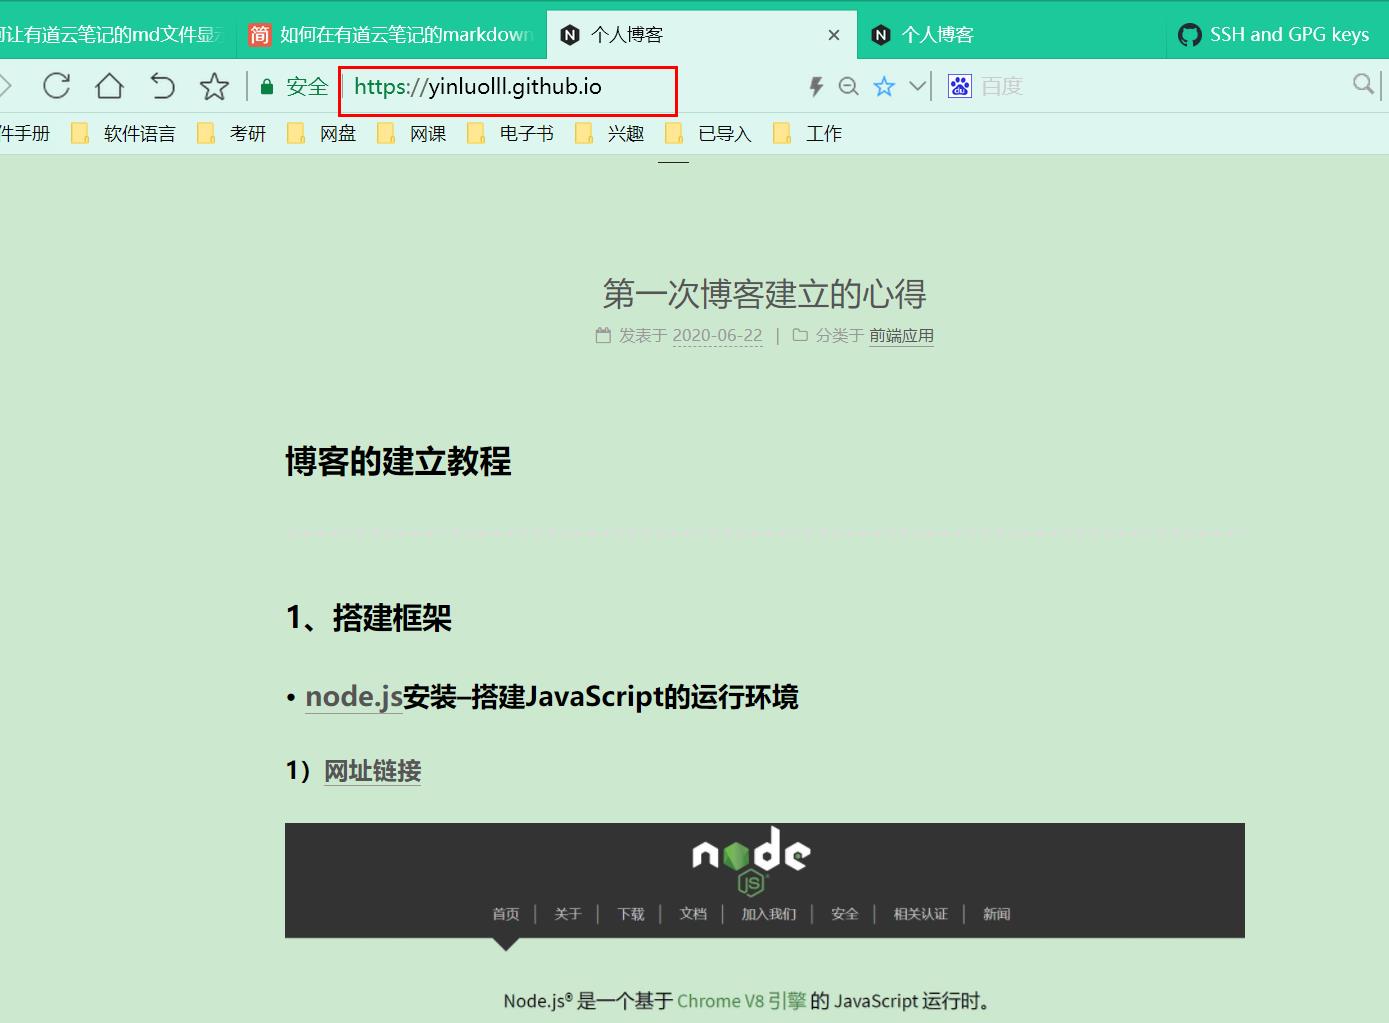 让有道云笔记的md文件显
简 如何在有道云笔记的markdown
个人博客
个人博客
SSH and GPG keys
安全
https://yinluolll.github.io
百度
件手册 软件语言 考研 网盘 网课 电子书 兴趣 已导入 工作
第一次博客建立的心得
发表于 2020-06-22 | 分类于 前端应用
博客的建立教程
1、搭建框架
• node.js安装–搭建JavaScript的运行环境
1）网址链接
node
JS
首页 | 关于 | 下载 | 文档 | 加入我们 | 安全 | 相关认证 | 新闻
Node.js® 是一个基于 Chrome V8 引擎 的 JavaScript 运行时。